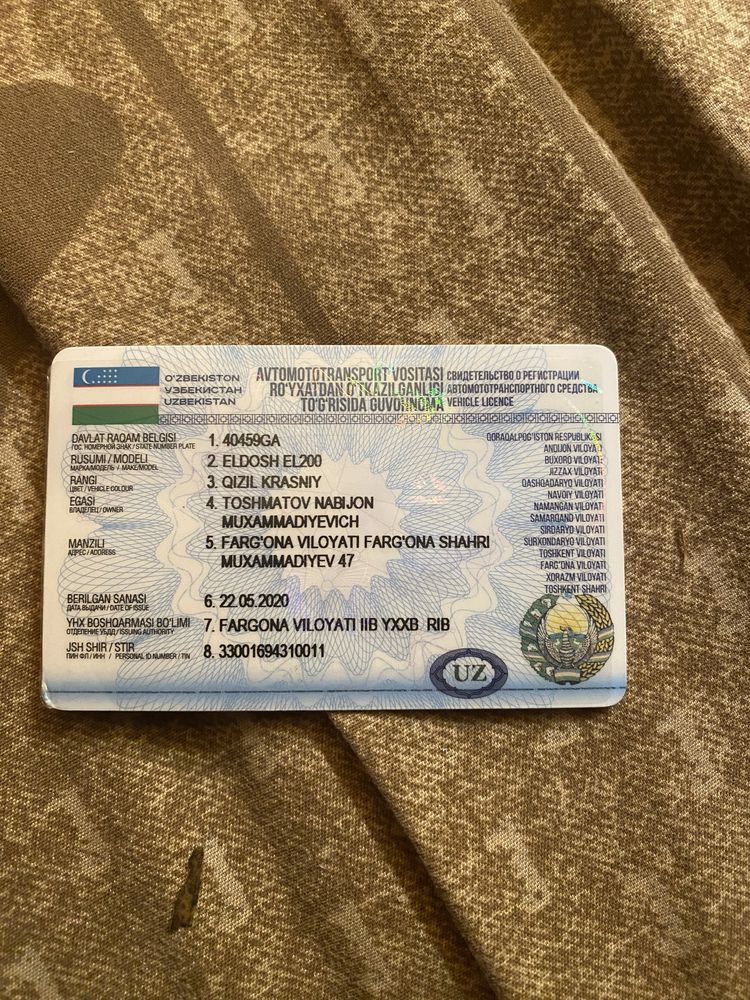 O'ZBEKISTON
УЗБЕКИСТАН
UZBEKISTAN
AVTOMOTOTRANSPORT VOSITASI
RO'YXATDAN O'TKAZILGANLIGI
TO'G'RISIDA GUVOHNOMA
СВИДЕТЕЛЬСТВО О РЕГИСТРАЦИИ
АВТОМОТОТРАНСПОРТНОГО СРЕДСТВА
VEHICLE LICENCE
DAVLAT RAQAM BELGISI 1. 40459GA
ГОС. НОМЕРНОЙ ЗНАК / STATE NUMBER PLATE
RUSUMI / MODELI 2. ELDOSH EL200
МАРКА/МОДЕЛЬ / MAKE/MODEL
RANGI 3. QIZIL KRASNIY
ЦВЕТ / VEHICLE COLOUR
EGASI 4. TOSHMATOV NABIJON
ВЛАДЕЛЕЦ / OWNER
MUXAMMADIYEVICH
MANZILI 5. FARG'ONA VILOYATI FARG'ONA SHAHRI
АДРЕС / ADDRESS
MUXAMMADIYEV 47
BERILGAN SANASI 6. 22.05.2020
ДАТА ВЫДАЧИ / DATE OF ISSUE
YHX BOSHQARMASI BO'LIMI 7. FARGONA VILOYATI IIB YXXB RIB
ОТДЕЛЕНИЕ УБДД / ISSUING AUTHORITY
JSH SHIR / STIR 8. 33001694310011
ПИНФЛ / ИНН / PERSONAL ID NUMBER / TIN
QORAQALPOG'ISTON RESPUBLIKASI
ANDIJON VILOYATI
BUXORO VILOYATI
JIZZAX VILOYATI
QASHQADARYO VILOYATI
NAVOIY VILOYATI
NAMANGAN VILOYATI
SAMARQAND VILOYATI
SIRDARYO VILOYATI
SURXONDARYO VILOYATI
TOSHKENT VILOYATI
FARG'ONA VILOYATI
XORAZM VILOYATI
TOSHKENT SHAHRI
UZ